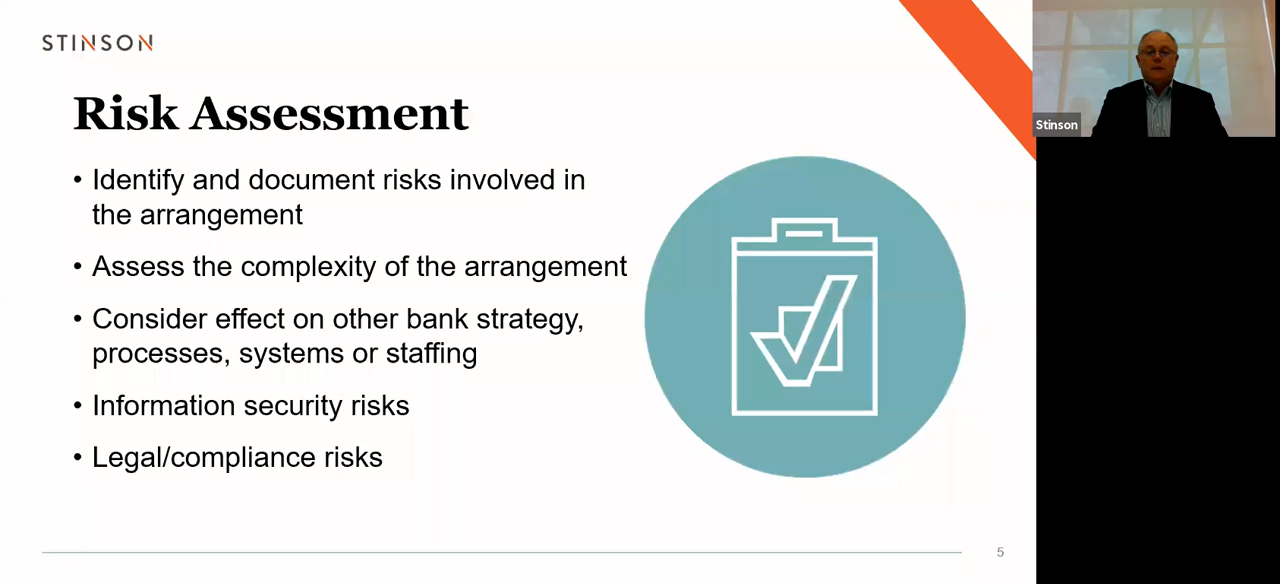 STINSON
Risk Assessment
• Identify and document risks involved in
the arrangement
• Assess the complexity of the arrangement
• Consider effect on other bank strategy,
processes, systems or staffing
• Information security risks
• Legal/compliance risks
5
Stinson